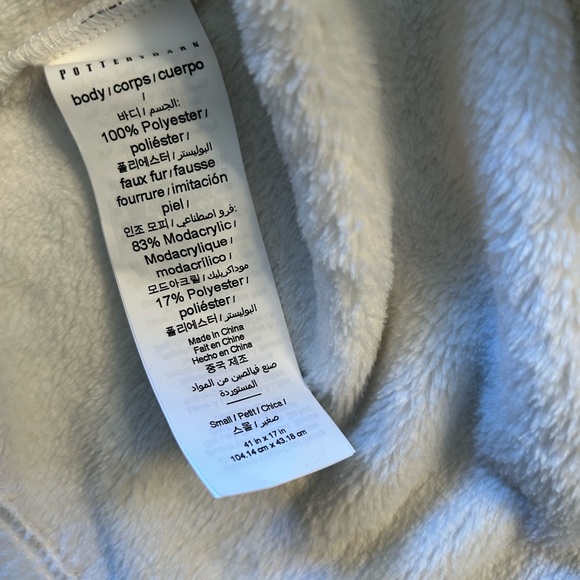 POTTERY BARN
body / corps / cuerpo
/
바디 / الجسم:
100% Polyester /
poliéster /
폴리에스터 / البوليستر
faux fur / fausse
fourrure / imitación
piel /
인조 모피 / فرو اصطناعي:
83% Modacrylic /
Modacrylique /
modacrílico /
모드아크릴 / موداكريليك
17% Polyester /
poliéster /
폴리에스터 / البوليستر
Made in China
Fait en Chine
Hecho en China
중국 제조
صنع فيالصين من المواد
المستوردة
Small / Petit / Chica /
스몰 / صغير
41 in x 17 in
104.14 cm x 43.18 cm